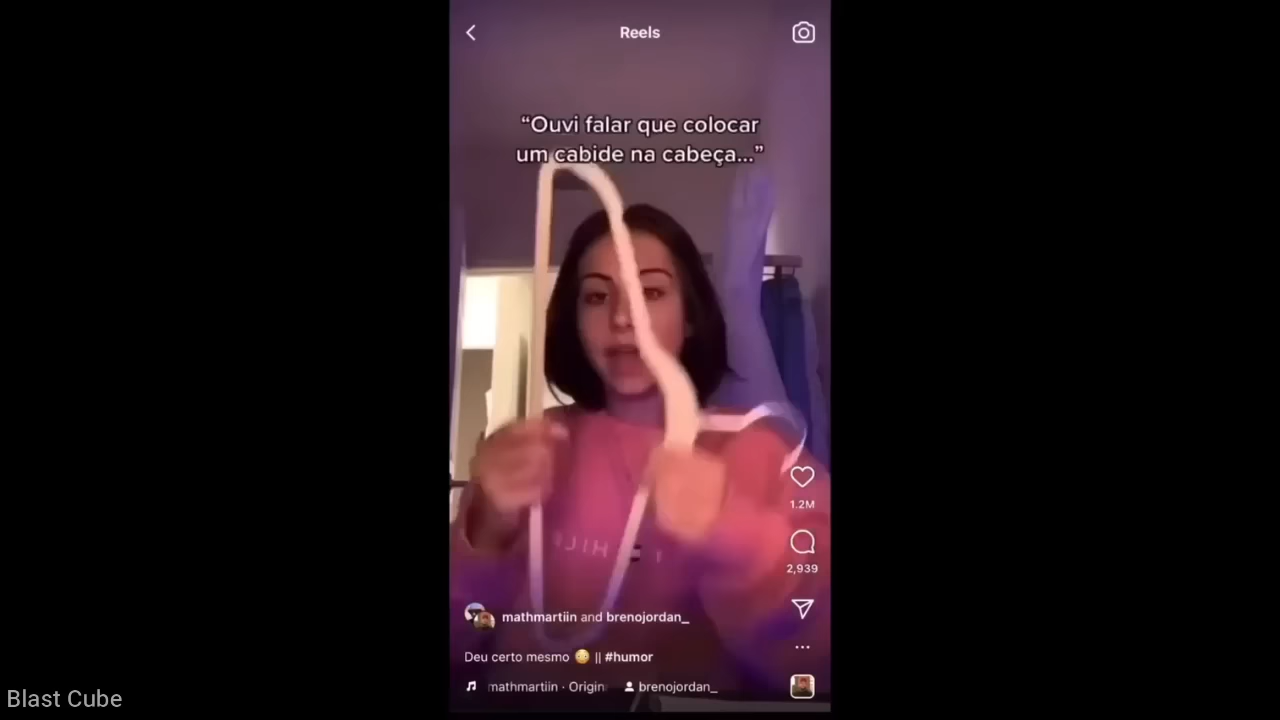 Reels
“Ouvi falar que colocar
um cabide na cabeça...”
1.2M
2,939
mathmartiin and brenojordan_
Deu certo mesmo 😳 || #humor
mathmartiin · Origin
brenojordan_
Blast Cube